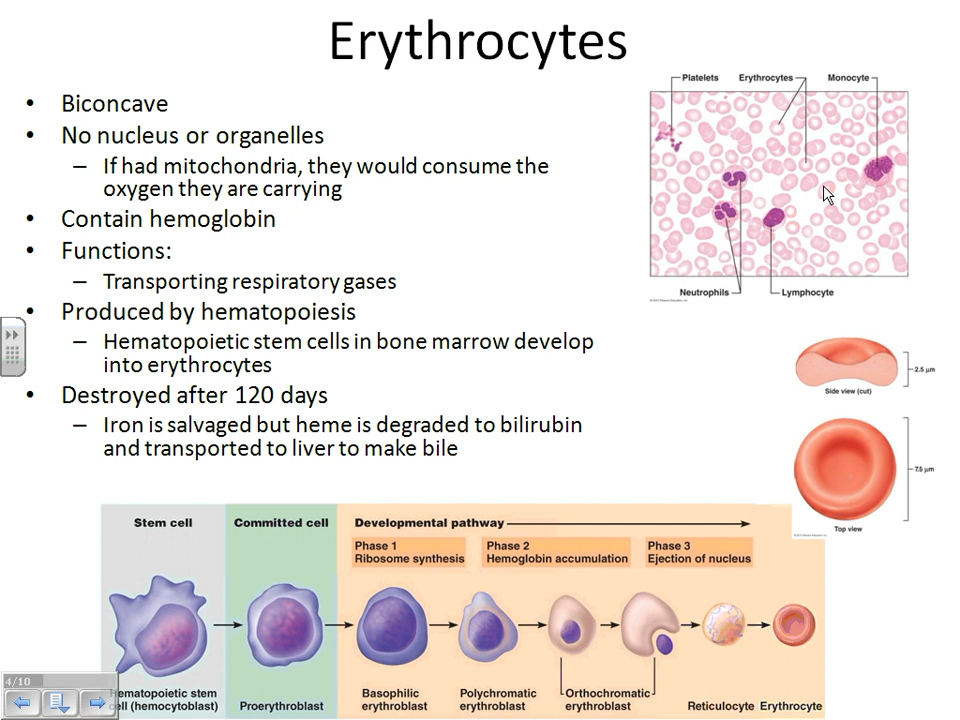 Erythrocytes
• Biconcave
• No nucleus or organelles
– If had mitochondria, they would consume the
oxygen they are carrying
• Contain hemoglobin
• Functions:
– Transporting respiratory gases
• Produced by hematopoiesis
– Hematopoietic stem cells in bone marrow develop
into erythrocytes
• Destroyed after 120 days
– Iron is salvaged but heme is degraded to bilirubin
and transported to liver to make bile
Platelets Erythrocytes Monocyte
Neutrophils Lymphocyte
2.5 µm
Side view (cut)
7.5 µm
Top view
Stem cell Committed cell Developmental pathway
Phase 1
Ribosome synthesis
Phase 2
Hemoglobin accumulation
Phase 3
Ejection of nucleus
Hematopoietic stem
cell (hemocytoblast)
Proerythroblast
Basophilic
erythroblast
Polychromatic
erythroblast
Orthochromatic
erythroblast
Reticulocyte Erythrocyte
4/10